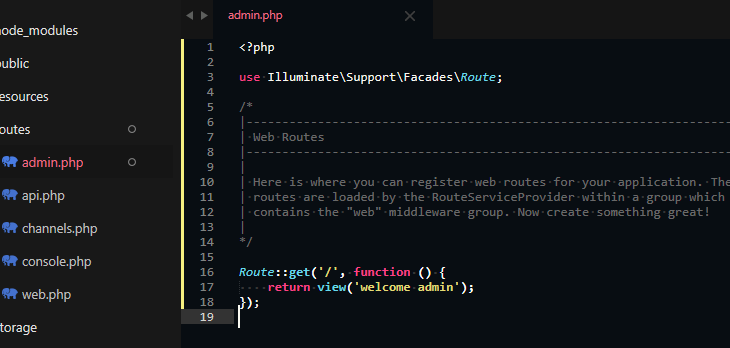 node_modules
public
resources
routes
admin.php
api.php
channels.php
console.php
web.php
storage
admin.php
1 <?php
2
3 use Illuminate\Support\Facades\Route;
4
5 /*
6 |--------------------------------------------------------------------
7 | Web Routes
8 |--------------------------------------------------------------------
9 |
10 | Here is where you can register web routes for your application. The
11 | routes are loaded by the RouteServiceProvider within a group which
12 | contains the "web" middleware group. Now create something great!
13 |
14 */
15
16 Route::get('/', function () {
17     return view('welcome admin');
18 });
19